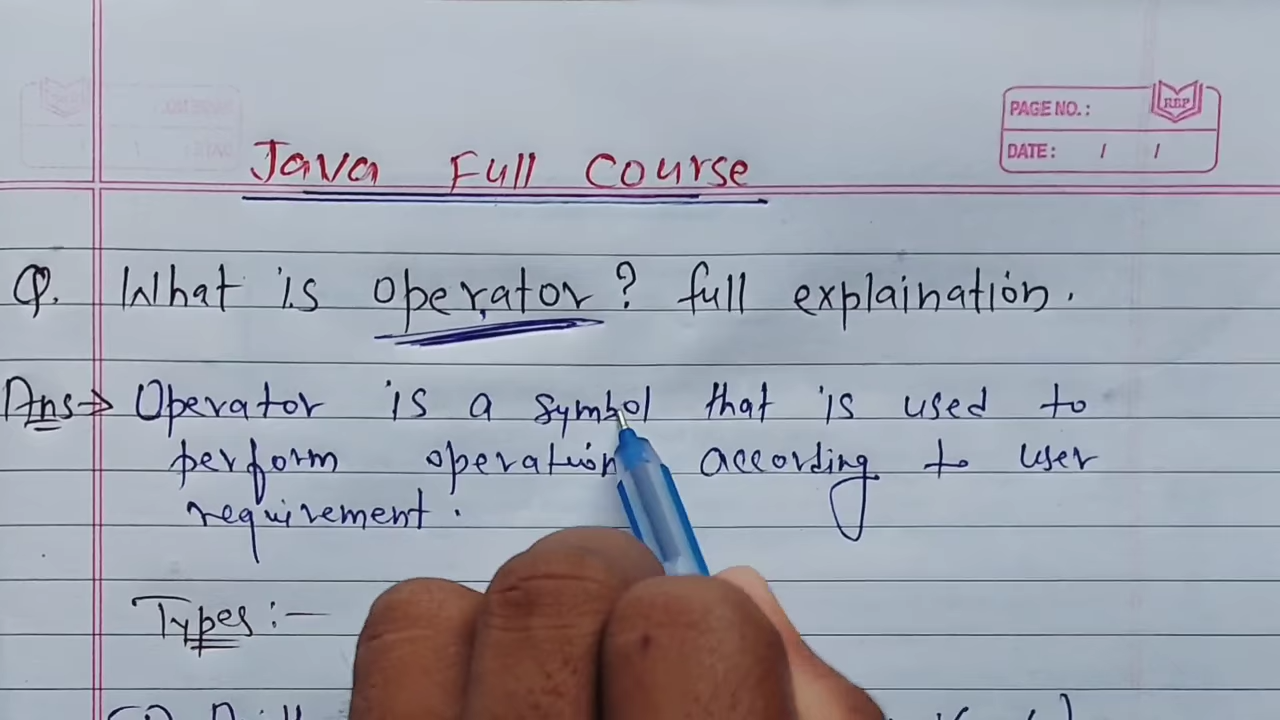 PAGE NO.:
RBP
DATE: / /
Java Full Course
Q. What is operator? full explaination.
Ans→ Operator is a symbol that is used to
perform operation according to user
requirement.
Types:-